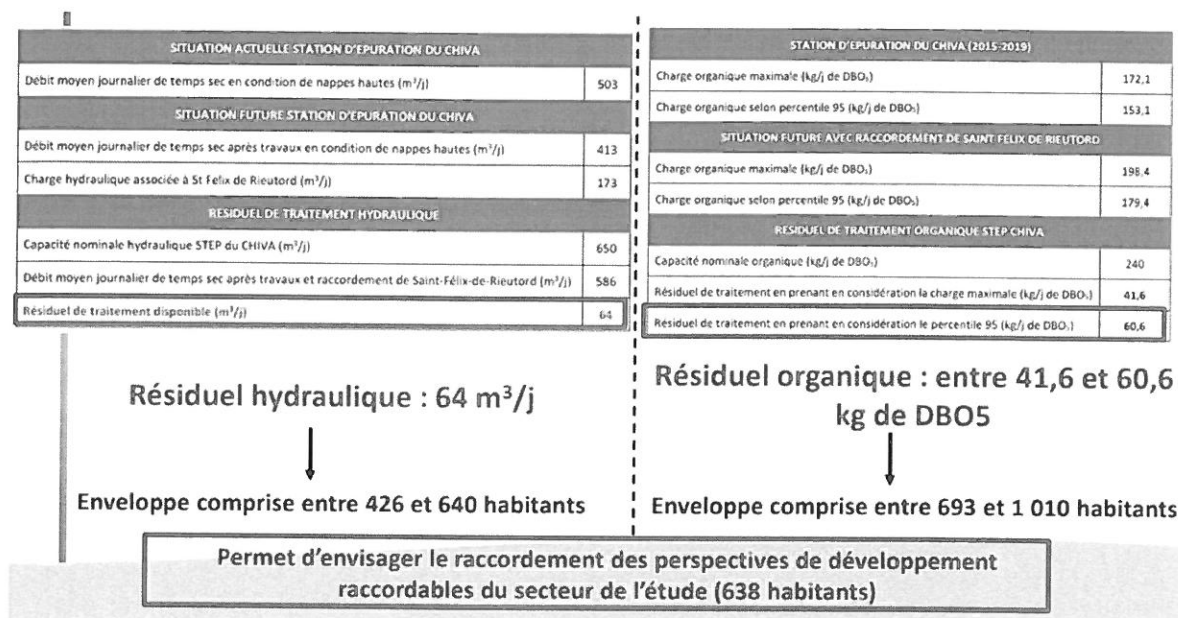 SITUATION ACTUELLE STATION D'EPURATION DU CHIVA
Débit moyen journalier de temps sec en condition de nappes hautes (m³/j) 503
SITUATION FUTURE STATION D'EPURATION DU CHIVA
Débit moyen journalier de temps sec après travaux en condition de nappes hautes (m³/j) 413
Charge hydraulique associée à St Felix de Rieutord (m³/j) 173
RESIDUEL DE TRAITEMENT HYDRAULIQUE
Capacité nominale hydraulique STEP du CHIVA (m³/j) 650
Débit moyen journalier de temps sec après travaux et raccordement de Saint-Félix-de-Rieutord (m³/j) 586
Résiduel de traitement disponible (m³/j) 64
Résiduel hydraulique : 64 m³/j
Enveloppe comprise entre 426 et 640 habitants
STATION D'EPURATION DU CHIVA (2015-2019)
Charge organique maximale (kg/j de DBO₅) 172,1
Charge organique selon percentile 95 (kg/j de DBO₅) 153,1
SITUATION FUTURE AVEC RACCORDEMENT DE SAINT FELIX DE RIEUTORD
Charge organique maximale (kg/j de DBO₅) 198,4
Charge organique selon percentile 95 (kg/j de DBO₅) 179,4
RESIDUEL DE TRAITEMENT ORGANIQUE STEP CHIVA
Capacité nominale organique (kg/j de DBO₅) 240
Résiduel de traitement en prenant en considération la charge maximale (kg/j de DBO₅) 41,6
Résiduel de traitement en prenant en considération le percentile 95 (kg/j de DBO₅) 60,6
Résiduel organique : entre 41,6 et 60,6
kg de DBO5
Enveloppe comprise entre 693 et 1 010 habitants
Permet d'envisager le raccordement des perspectives de développement
raccordables du secteur de l'étude (638 habitants)